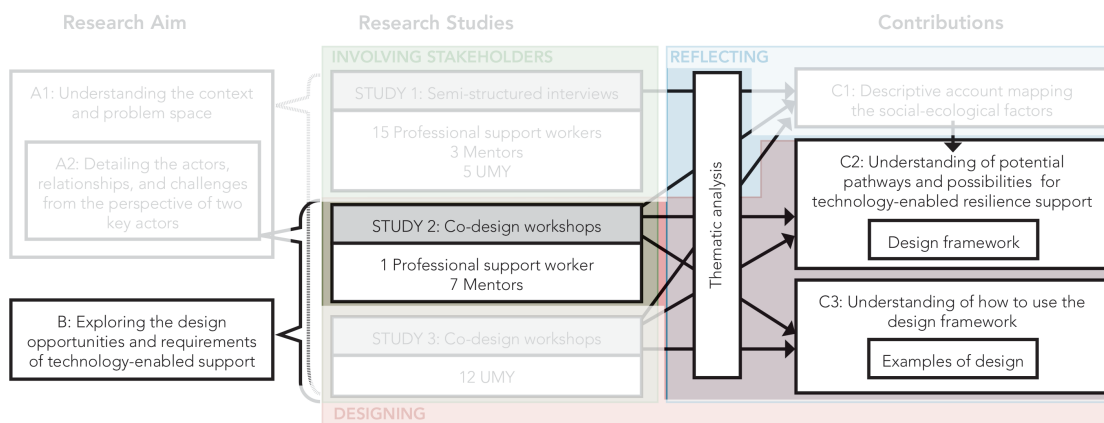 Research Aim
Research Studies
Contributions
INVOLVING STAKEHOLDERS
REFLECTING
A1: Understanding the context
and problem space
A2: Detailing the actors,
relationships, and challenges
from the perspective of two
key actors
B: Exploring the design
opportunities and requirements
of technology-enabled support
STUDY 1: Semi-structured interviews
15 Professional support workers
3 Mentors
5 UMY
STUDY 2: Co-design workshops
1 Professional support worker
7 Mentors
STUDY 3: Co-design workshops
12 UMY
DESIGNING
Thematic analysis
C1: Descriptive account mapping
the social-ecological factors
C2: Understanding of potential
pathways and possibilities for
technology-enabled resilience support
Design framework
C3: Understanding of how to use the
design framework
Examples of design